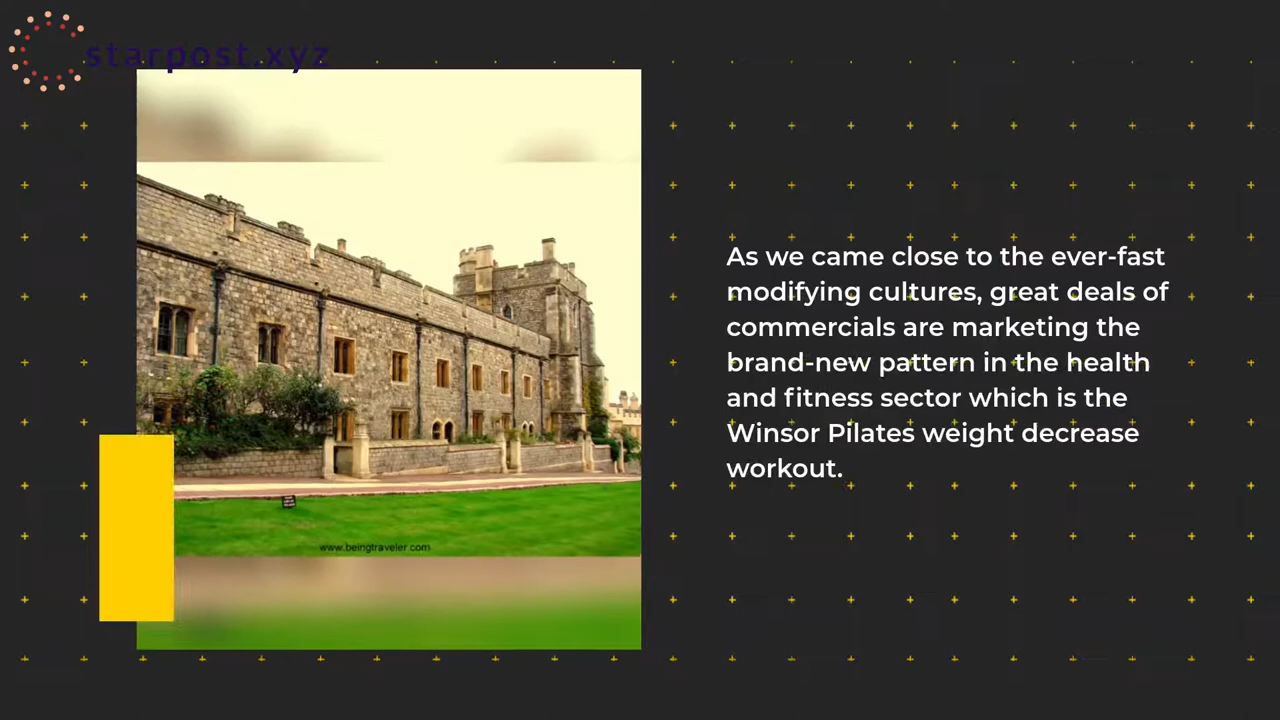 starpost.xyz
As we came close to the ever-fast
modifying cultures, great deals of
commercials are marketing the
brand-new pattern in the health
and fitness sector which is the
Winsor Pilates weight decrease
workout.
www.beingtraveler.com